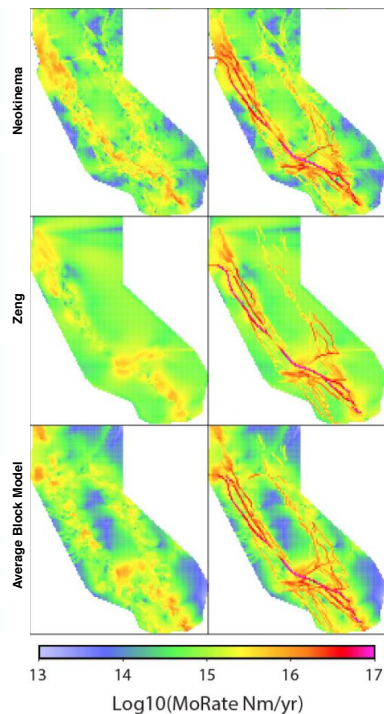 Neokinema
Zeng
Average Block Model
13 14 15 16 17
Log10(MoRate Nm/yr)